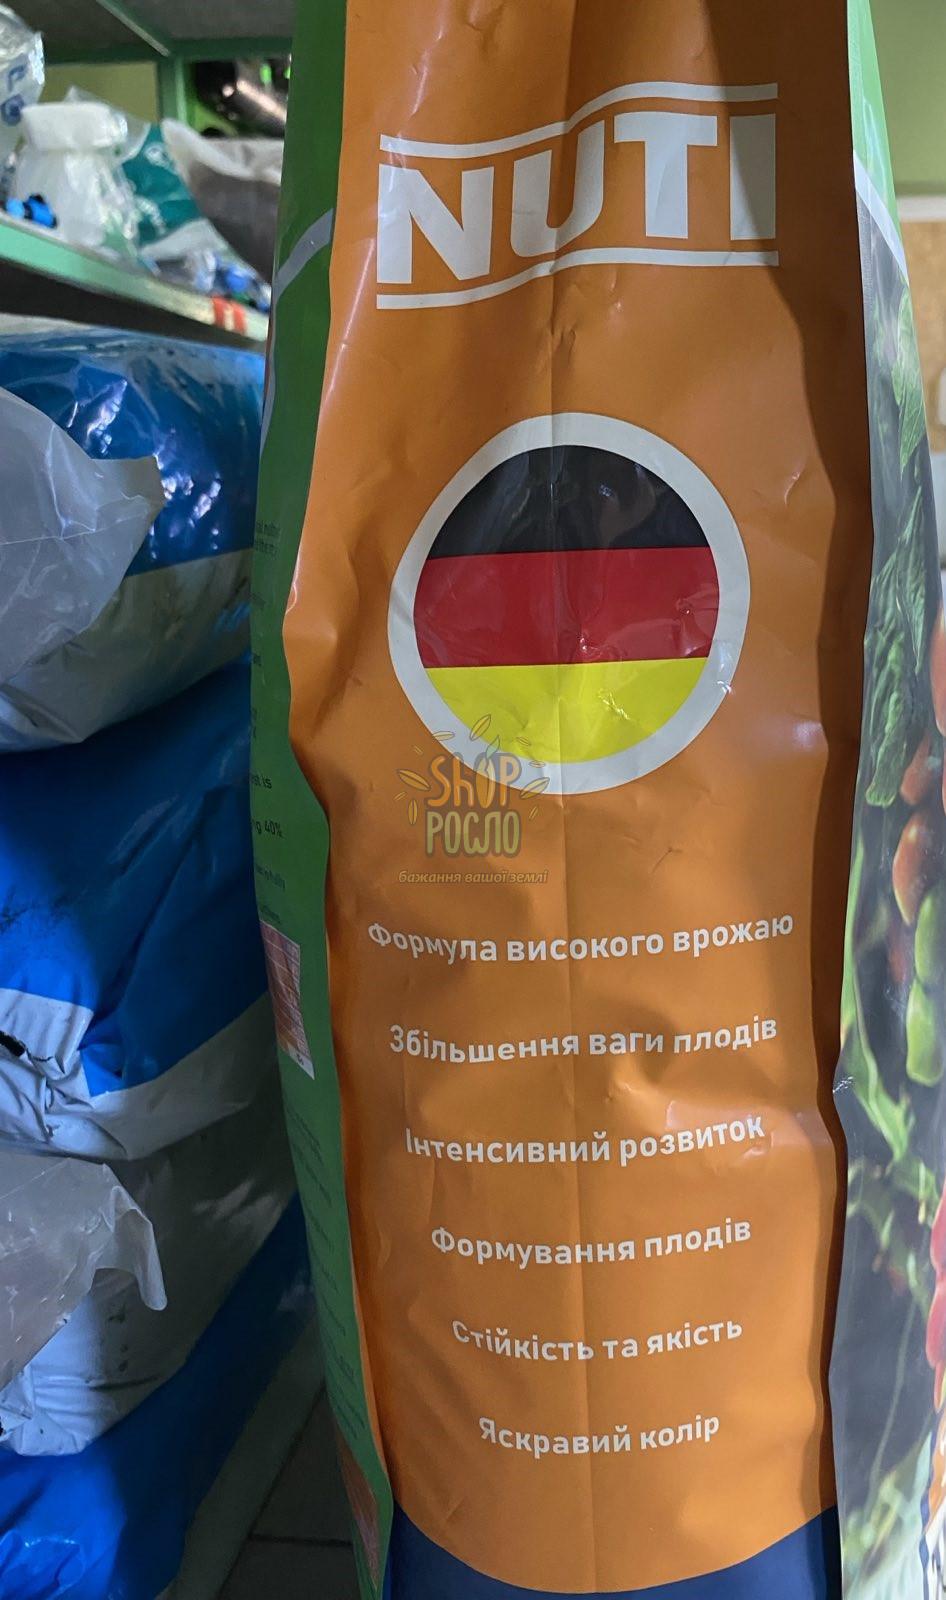 NUTI
SHOP
РОСЛО
бажання вашої землі
Формула високого врожаю
Збільшення ваги плодів
Інтенсивний розвиток
Формування плодів
Стійкість та якість
Яскравий колір
40%